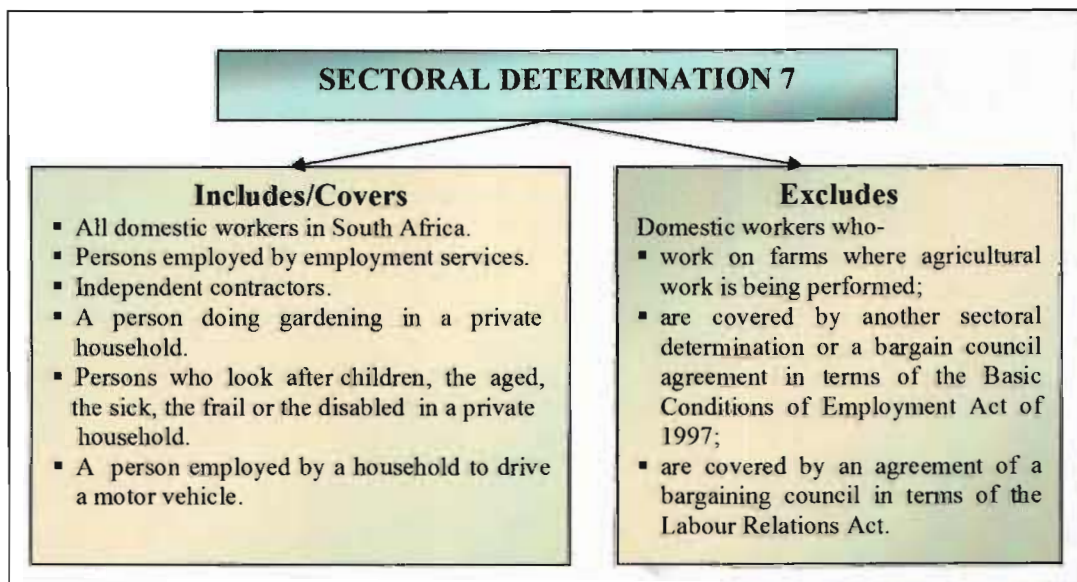 SECTORAL DETERMINATION 7
Includes/Covers
▪ All domestic workers in South Africa.
▪ Persons employed by employment services.
▪ Independent contractors.
▪ A person doing gardening in a private
household.
▪ Persons who look after children, the aged,
the sick, the frail or the disabled in a private
household.
▪ A person employed by a household to drive
a motor vehicle.
Excludes
Domestic workers who-
▪ work on farms where agricultural
work is being performed;
▪ are covered by another sectoral
determination or a bargain council
agreement in terms of the Basic
Conditions of Employment Act of
1997;
▪ are covered by an agreement of a
bargaining council in terms of the
Labour Relations Act.